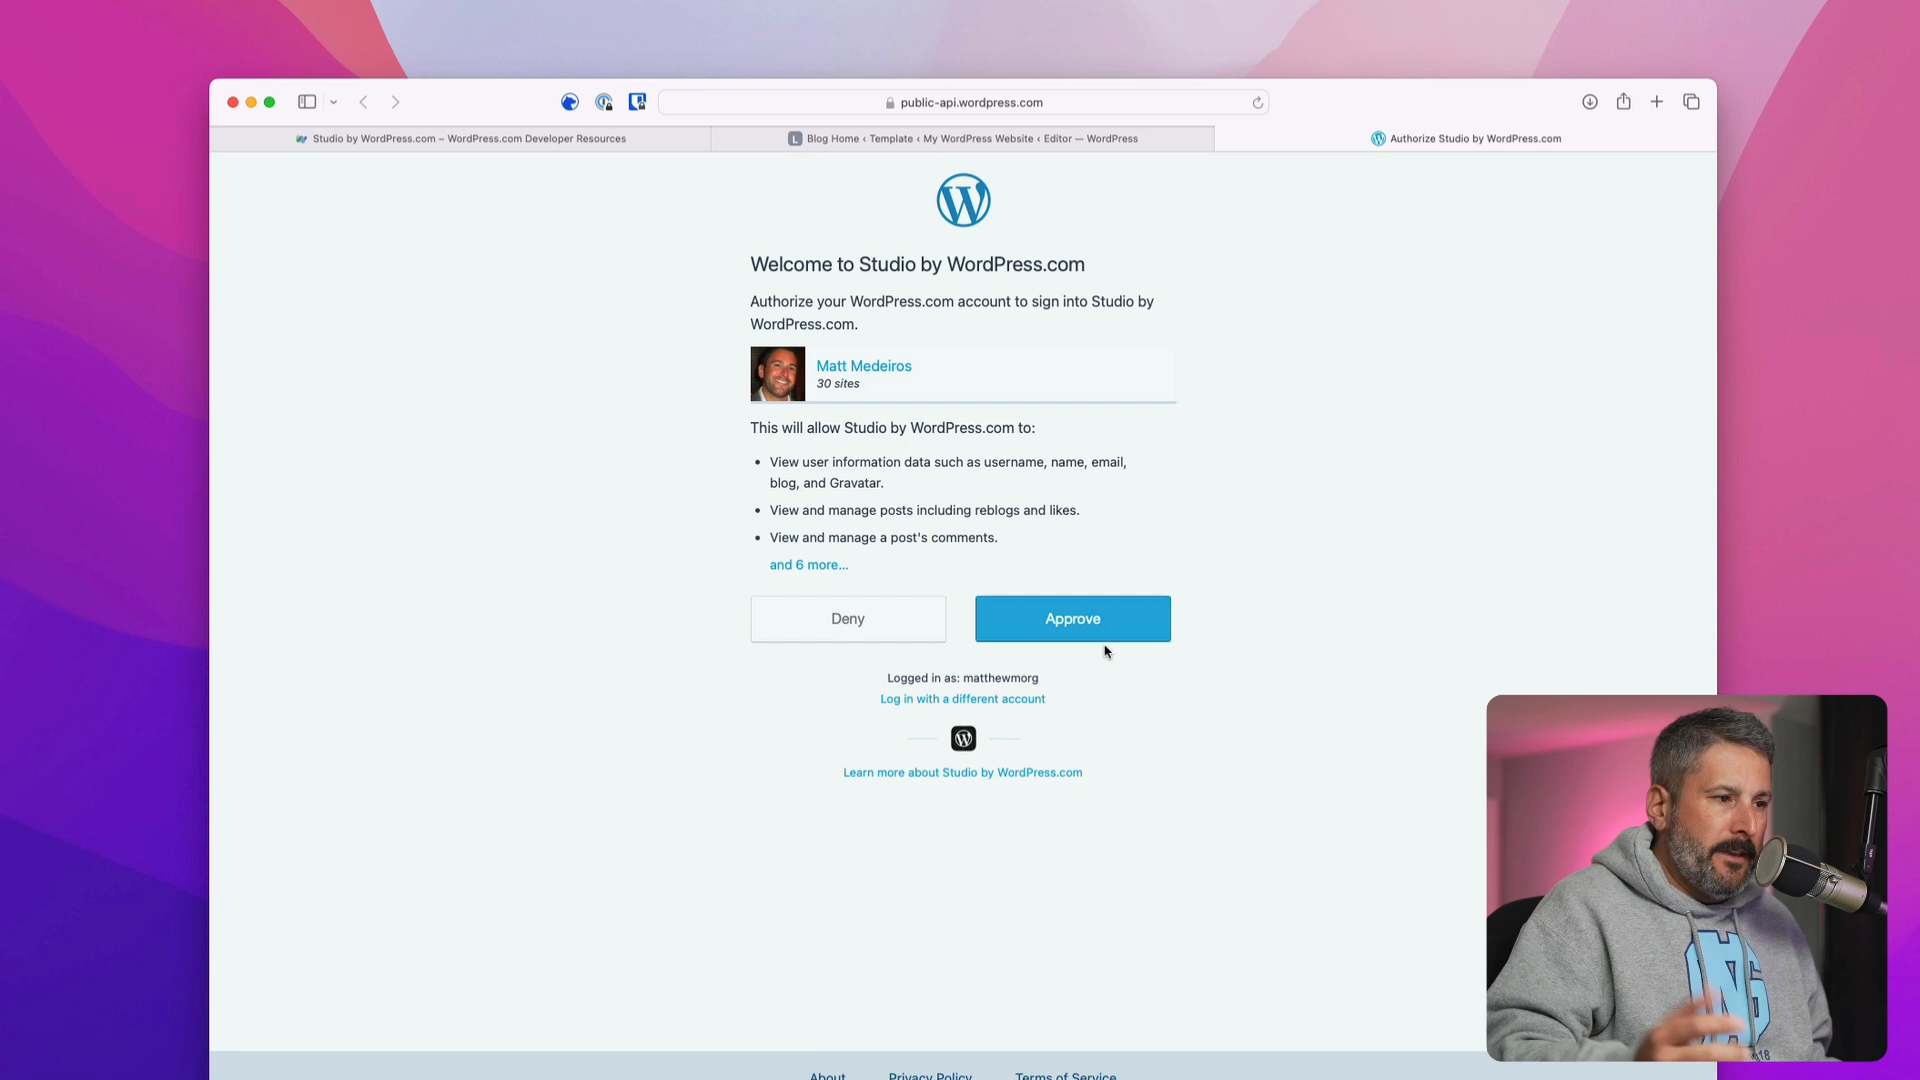 public-api.wordpress.com
Studio by WordPress.com – WordPress.com Developer Resources
L
Blog Home ‹ Template ‹ My WordPress Website ‹ Editor — WordPress
Authorize Studio by WordPress.com
Welcome to Studio by WordPress.com
Authorize your WordPress.com account to sign into Studio by
WordPress.com.
Matt Medeiros
30 sites
This will allow Studio by WordPress.com to:
• View user information data such as username, name, email,
blog, and Gravatar.
• View and manage posts including reblogs and likes.
• View and manage a post's comments.
and 6 more...
Deny
Approve
Logged in as: matthewmorg
Log in with a different account
Learn more about Studio by WordPress.com
About
Privacy Policy
Terms of Service